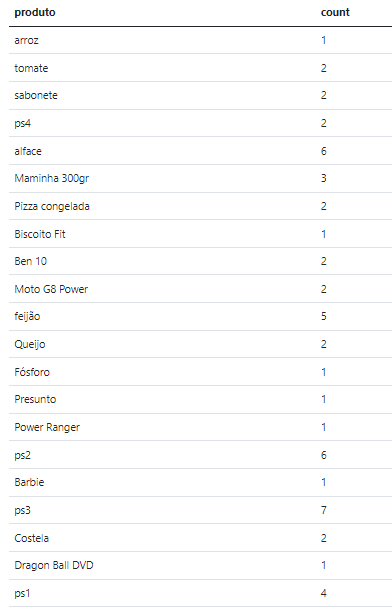 produto count
arroz 1
tomate 2
sabonete 2
ps4 2
alface 6
Maminha 300gr 3
Pizza congelada 2
Biscoito Fit 1
Ben 10 2
Moto G8 Power 2
feijão 5
Queijo 2
Fósforo 1
Presunto 1
Power Ranger 1
ps2 6
Barbie 1
ps3 7
Costela 2
Dragon Ball DVD 1
ps1 4